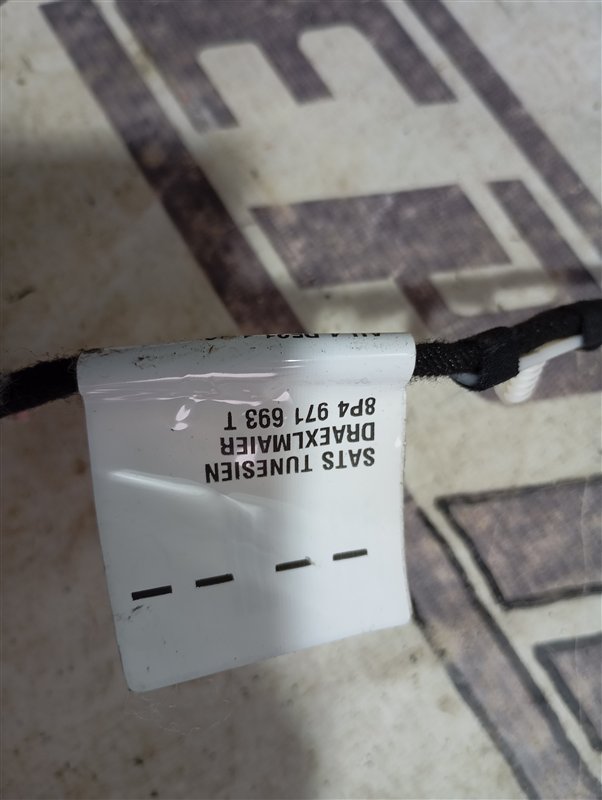 8P4 971 693 T
DRAEXLMAIER
SATS TUNESIEN